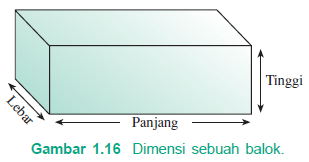 Tinggi
Lebar
Panjang
Gambar 1.16 Dimensi sebuah balok.